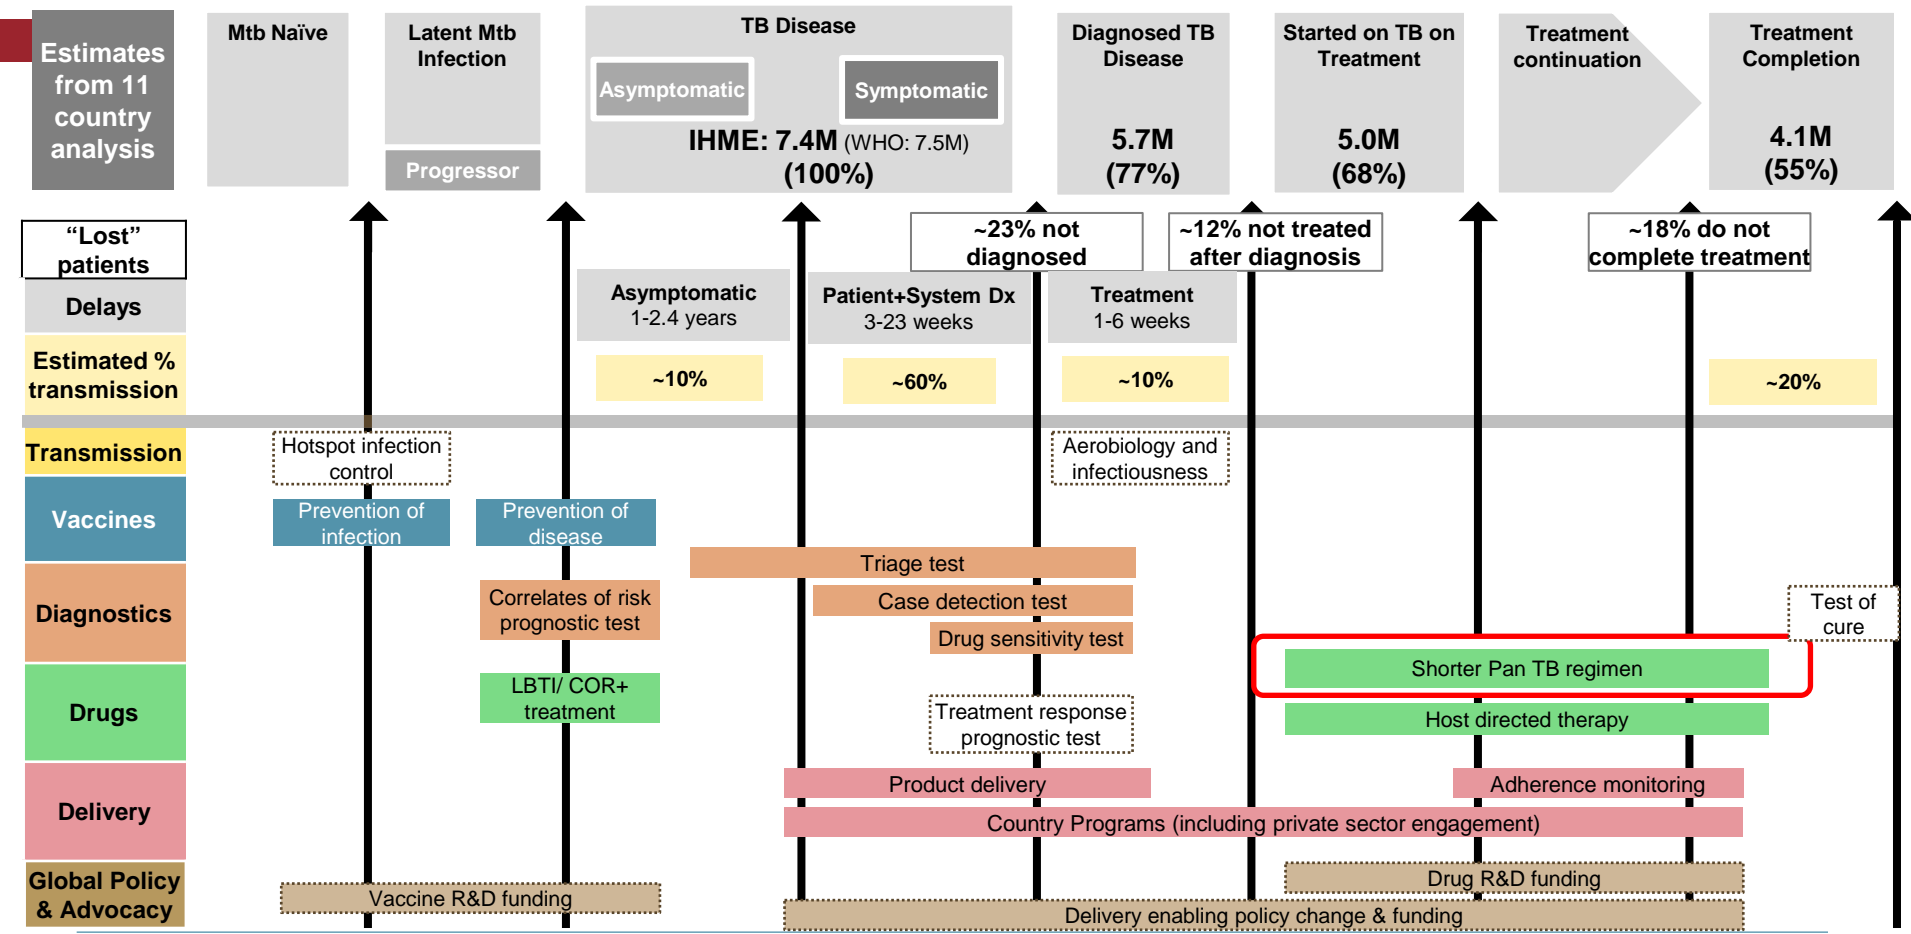 Estimates
from 11
country
analysis
Mtb Naïve
Latent Mtb
Infection
Progressor
TB Disease
Asymptomatic
Symptomatic
IHME: 7.4M (WHO: 7.5M)
(100%)
Diagnosed TB
Disease
5.7M
(77%)
Started on TB on
Treatment
5.0M
(68%)
Treatment
continuation
Treatment
Completion
4.1M
(55%)
“Lost”
patients
~23% not
diagnosed
~12% not treated
after diagnosis
~18% do not
complete treatment
Delays
Asymptomatic
1-2.4 years
Patient+System Dx
3-23 weeks
Treatment
1-6 weeks
Estimated %
transmission
~10%
~60%
~10%
~20%
Transmission
Hotspot infection
control
Aerobiology and
infectiousness
Vaccines
Prevention of
infection
Prevention of
disease
Diagnostics
Triage test
Correlates of risk
prognostic test
Case detection test
Drug sensitivity test
Test of
cure
Drugs
LBTI/ COR+
treatment
Treatment response
prognostic test
Shorter Pan TB regimen
Host directed therapy
Delivery
Product delivery
Adherence monitoring
Country Programs (including private sector engagement)
Global Policy
& Advocacy
Vaccine R&D funding
Drug R&D funding
Delivery enabling policy change & funding